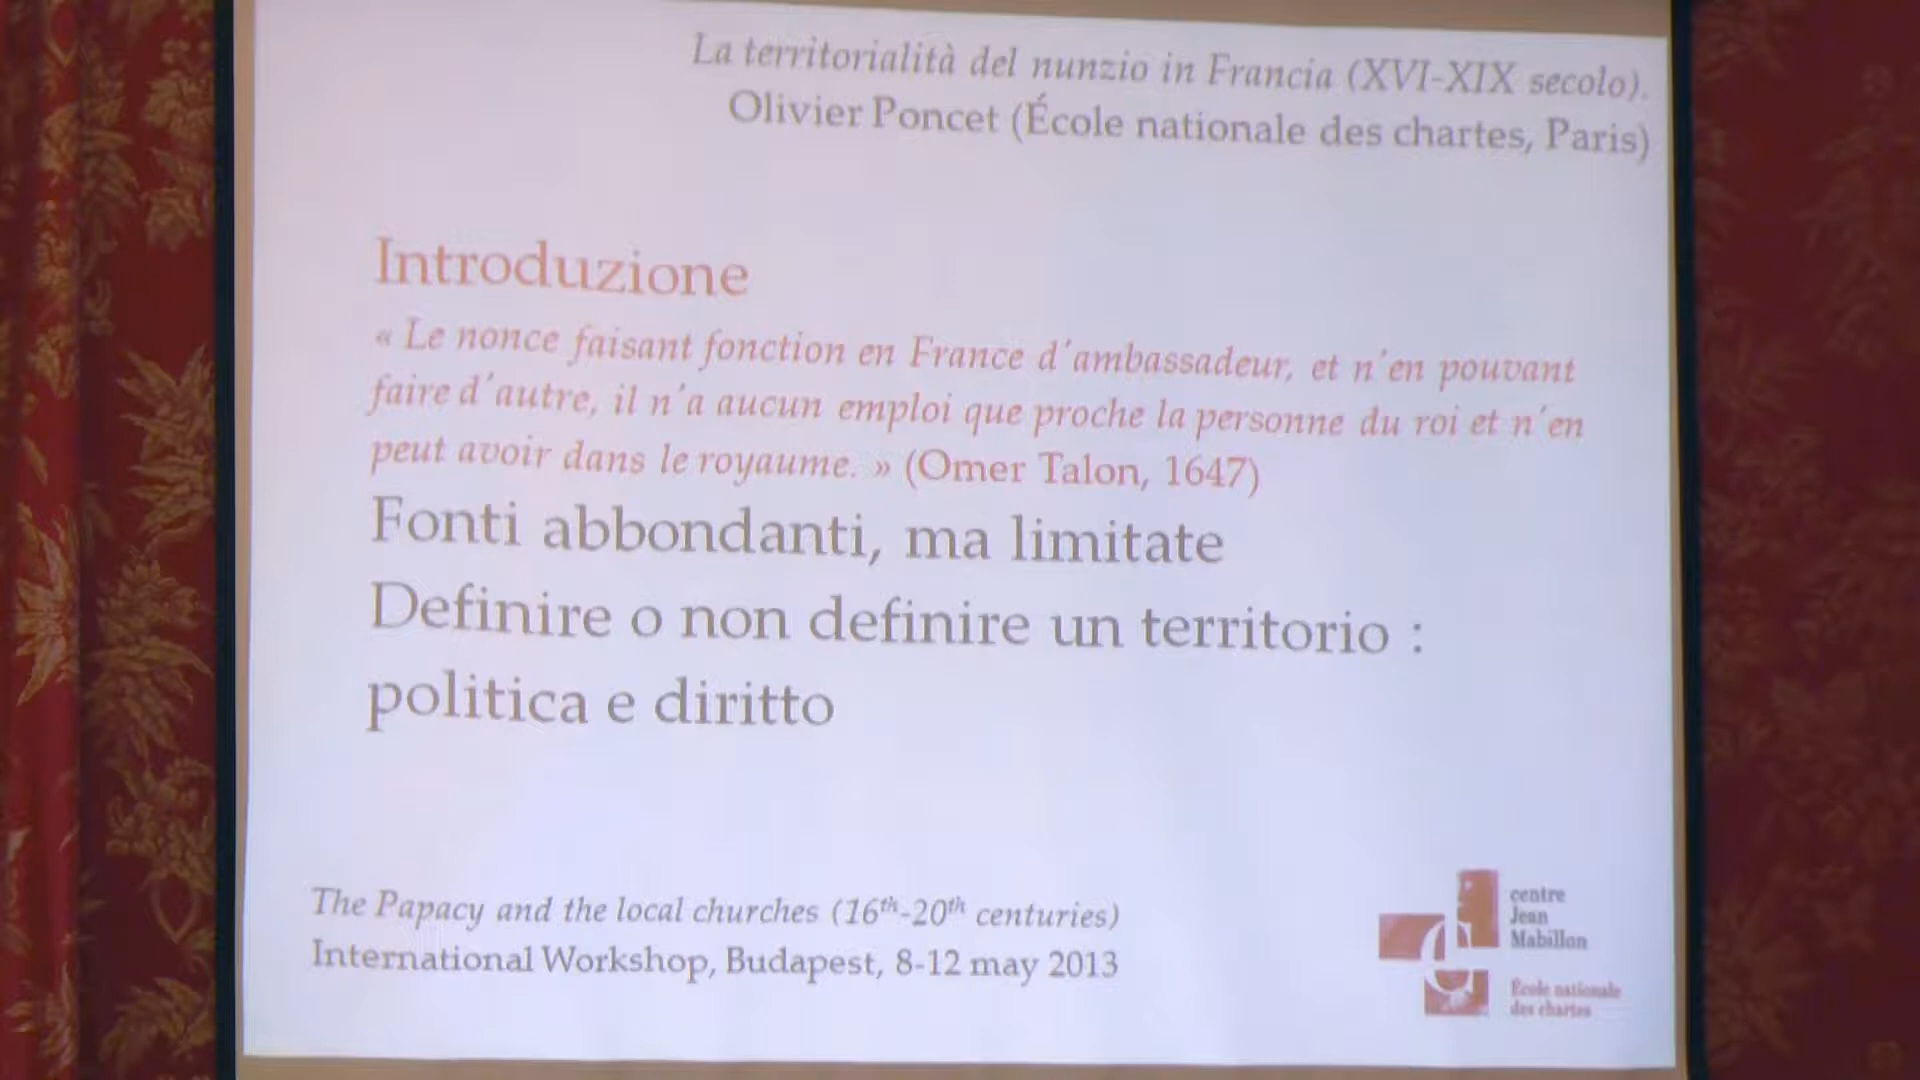 La territorialità del nunzio in Francia (XVI-XIX secolo).
Olivier Poncet (École nationale des chartes, Paris)
Introduzione
« Le nonce faisant fonction en France d'ambassadeur, et n'en pouvant
faire d'autre, il n'a aucun emploi que proche la personne du roi et n'en
peut avoir dans le royaume. » (Omer Talon, 1647)
Fonti abbondanti, ma limitate
Definire o non definire un territorio :
politica e diritto
The Papacy and the local churches (16th-20th centuries)
International Workshop, Budapest, 8-12 may 2013
centre
Jean
Mabillon
École nationale
des chartes